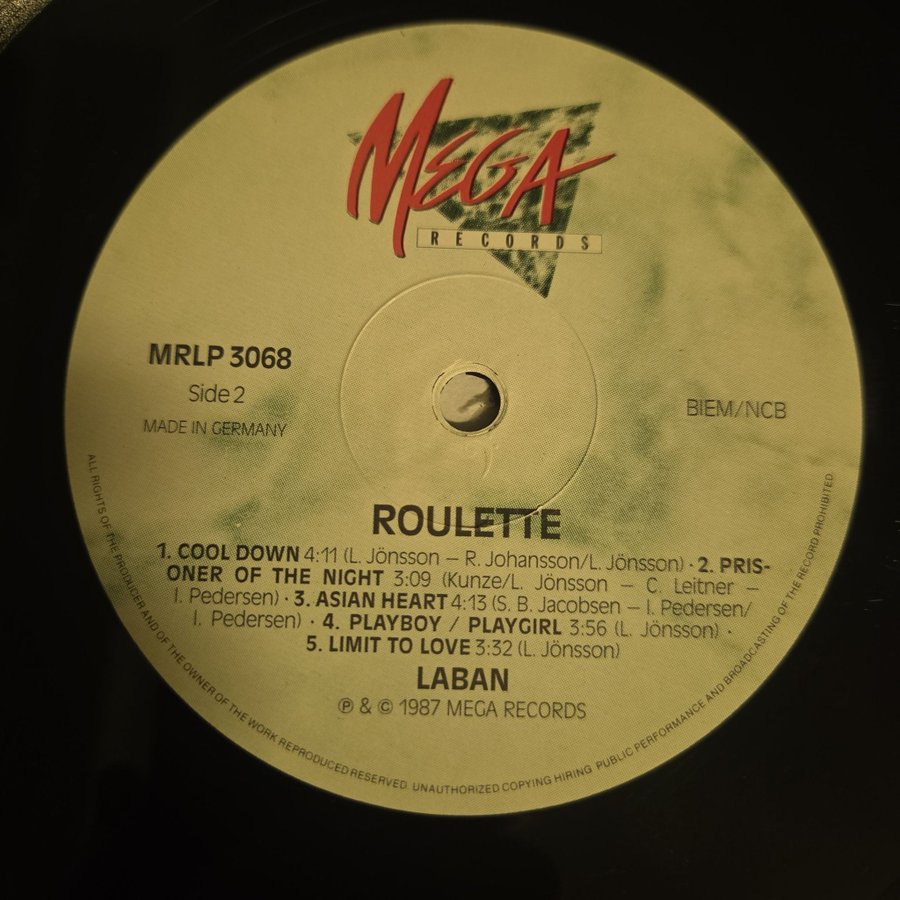 MEGA
RECORDS
MRLP 3068
Side 2
MADE IN GERMANY
BIEM/NCB
ROULETTE
1. COOL DOWN 4:11 (L. Jönsson – R. Johansson/L. Jönsson) · 2. PRIS-
ONER OF THE NIGHT 3:09 (Kunze/L. Jönsson – C. Leitner –
I. Pedersen) · 3. ASIAN HEART 4:13 (S. B. Jacobsen – I. Pedersen/
I. Pedersen) · 4. PLAYBOY / PLAYGIRL 3:56 (L. Jönsson) ·
5. LIMIT TO LOVE 3:32 (L. Jönsson)
LABAN
℗ & © 1987 MEGA RECORDS
ALL RIGHTS OF THE PRODUCER AND OF THE OWNER OF THE WORK REPRODUCED RESERVED. UNAUTHORIZED COPYING HIRING PUBLIC PERFORMANCE AND BROADCASTING OF THE RECORD PROHIBITED